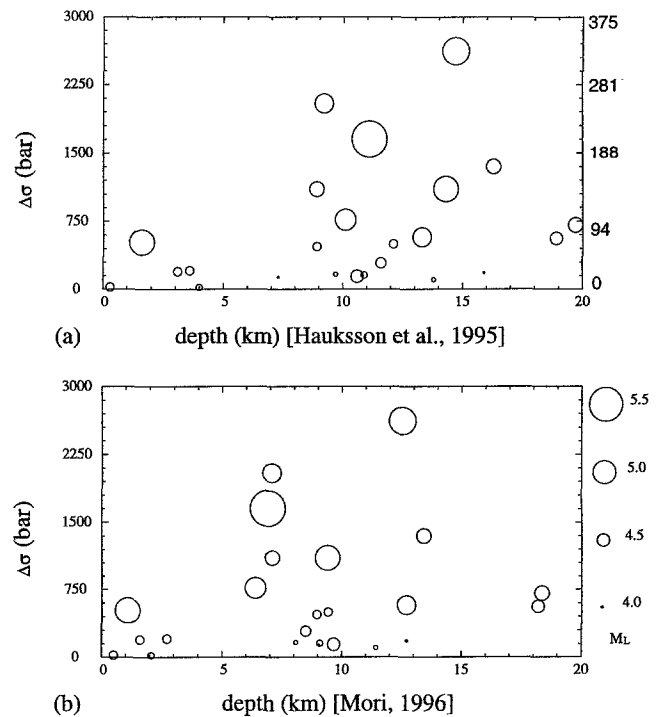 3000
2250
1500
750
0
Δσ (bar)
375
281
188
94
0
0 5 10 15 20
(a) depth (km) [Hauksson et al., 1995]
3000
2250
1500
750
0
Δσ (bar)
5.5
5.0
4.5
4.0
ML
0 5 10 15 20
(b) depth (km) [Mori, 1996]